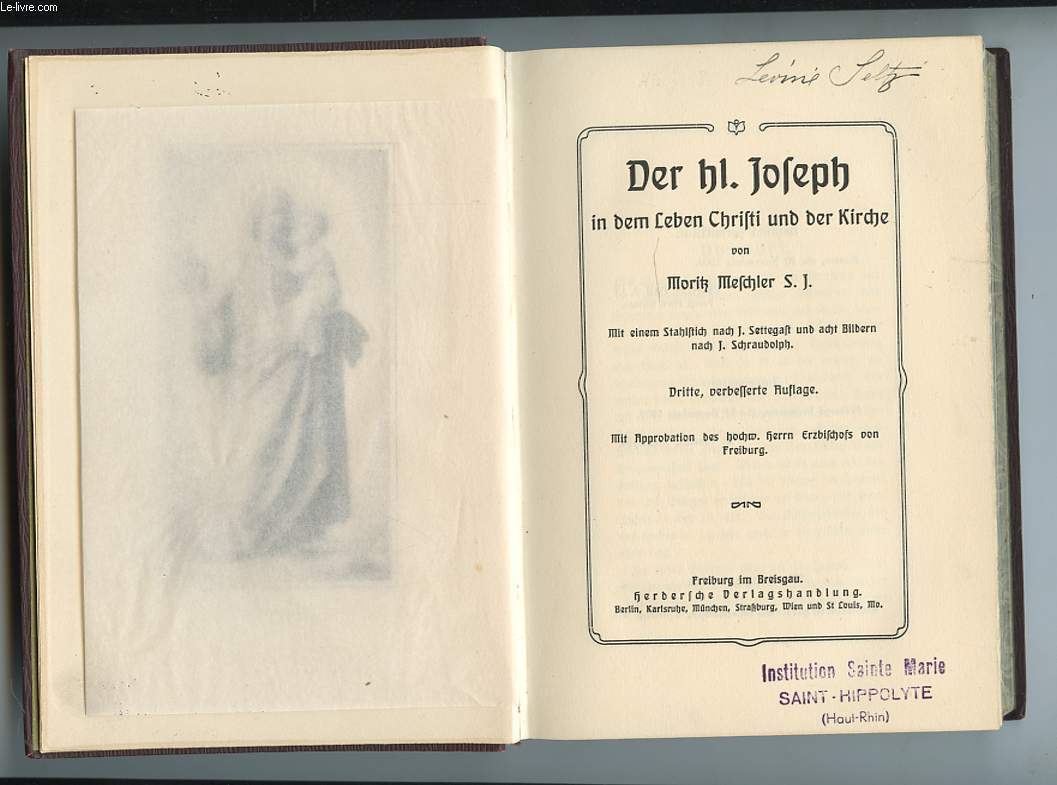 Le-livre.com
Der hl. Joſeph
in dem Leben Chriſti und der Kirche
von
Moritz Meſchler S. J.
Mit einem Stahlſtich nach J. Settegaſt und acht Bildern
nach J. Schraudolph.
Dritte, verbeſſerte Auflage.
Mit Approbation des hochw. Herrn Erzbiſchofs von
Freiburg.
Freiburg im Breisgau.
Herderſche Verlagshandlung.
Berlin, Karlsruhe, München, Straßburg, Wien und St Louis, Mo.
Institution Sainte Marie
SAINT-HIPPOLYTE
(Haut-Rhin)